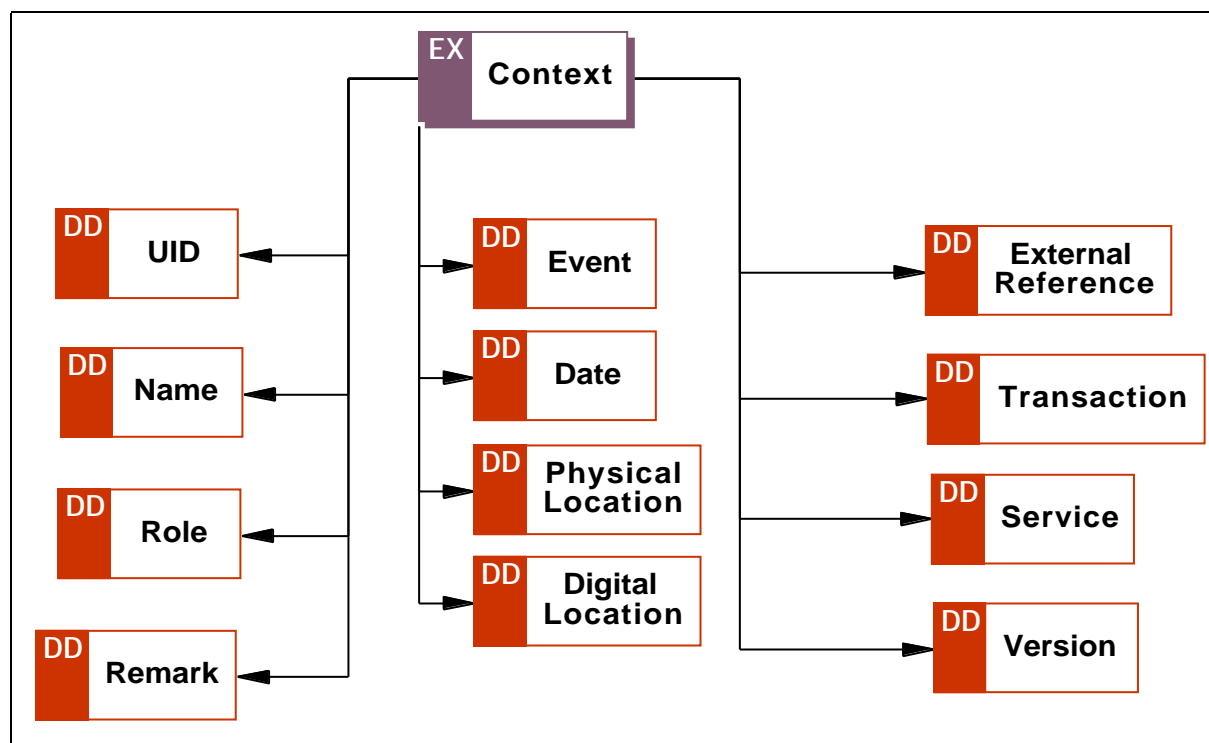 EX
Context
DD
UID
DD
Name
DD
Role
DD
Remark
DD
Event
DD
Date
DD
Physical
Location
DD
Digital
Location
DD
External
Reference
DD
Transaction
DD
Service
DD
Version